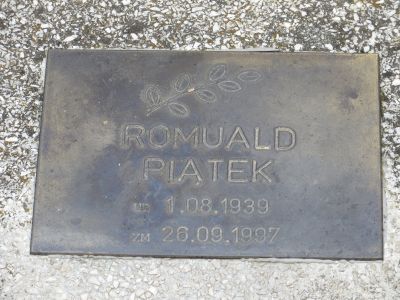 ROMUALD
PIĄTEK
UR 1.08.1939
ZM 26.09.1997